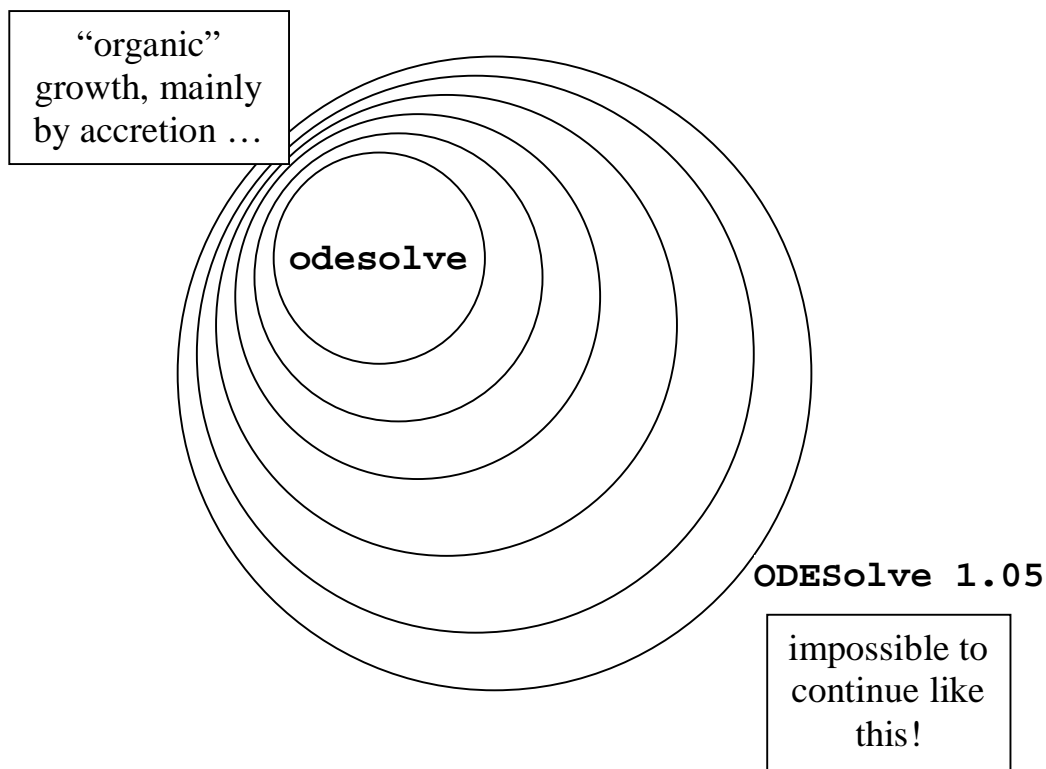 “organic”
growth, mainly
by accretion …
odesolve
ODESolve 1.05
impossible to
continue like
this!